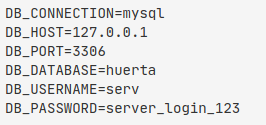 DB_CONNECTION=mysql
DB_HOST=127.0.0.1
DB_PORT=3306
DB_DATABASE=huerta
DB_USERNAME=serv
DB_PASSWORD=server_login_123